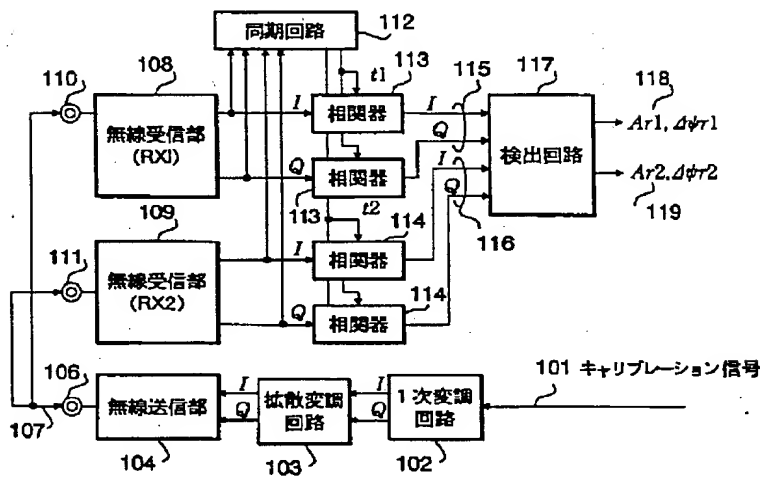 同期回路
112
110
108
t1
113
115
117
118
無線受信部
(RX1)
I
相関器
I
Q
Ar1, Δψr1
Q
相関器
I
検出回路
Ar2, Δψr2
113
t2
Q
119
109
114
116
111
無線受信部
(RX2)
I
相関器
114
Q
相関器
106
101 キャリブレーション信号
無線送信部
I
Q
拡散変調
回路
I
Q
1次変調
回路
107
104
103
102